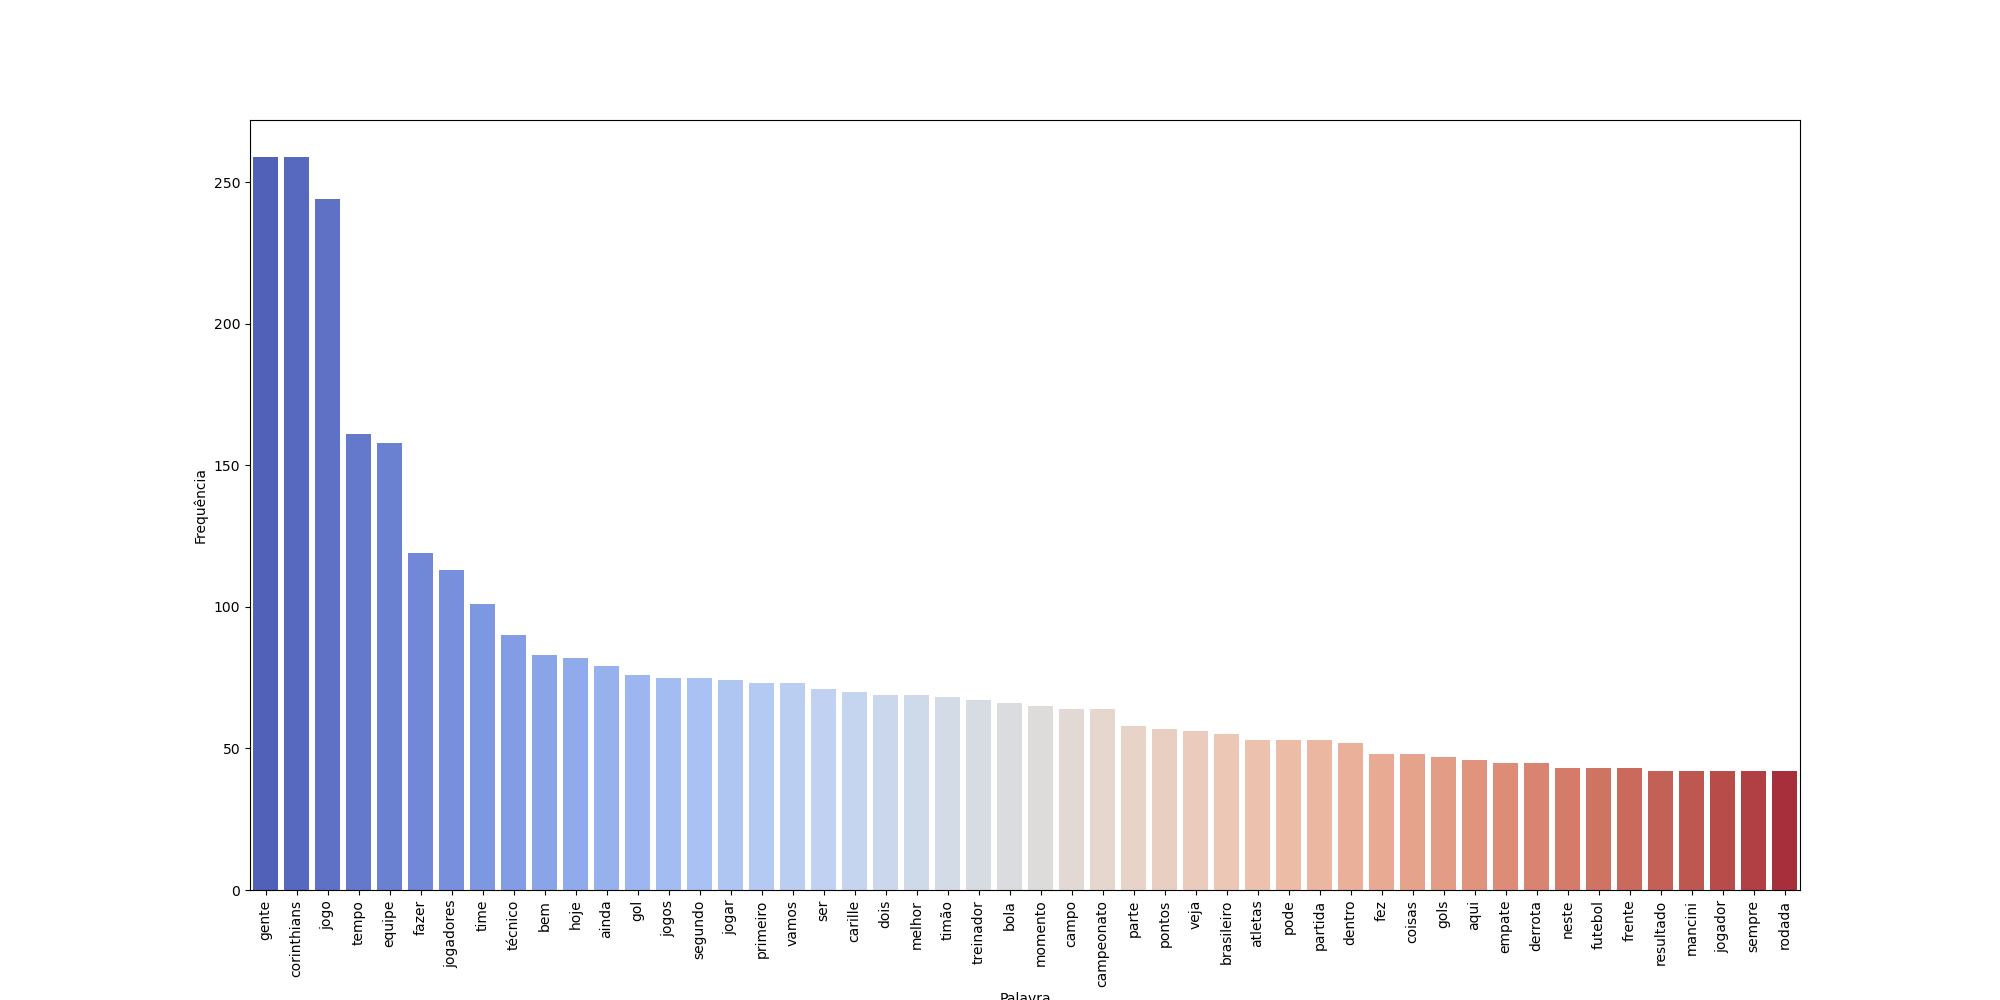 250
200
150
100
50
0
Frequência
gente
corinthians
jogo
tempo
equipe
fazer
jogadores
time
técnico
bem
hoje
ainda
gol
jogos
segundo
jogar
primeiro
vamos
ser
carille
dois
melhor
timão
treinador
bola
momento
campo
campeonato
parte
pontos
veja
brasileiro
atletas
pode
partida
dentro
fez
coisas
gols
aqui
empate
derrota
neste
futebol
frente
resultado
mancini
jogador
sempre
rodada
Palavra